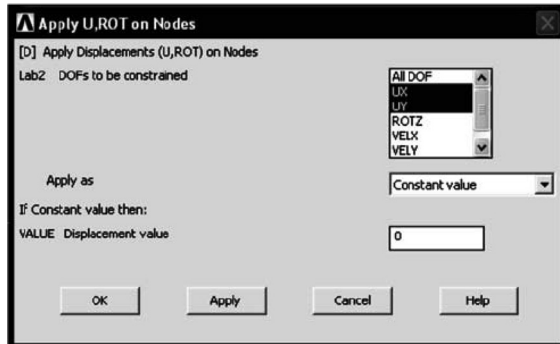 Apply U,ROT on Nodes
[D] Apply Displacements (U,ROT) on Nodes
Lab2 DOFs to be constrained
All DOF
UX
UY
ROTZ
VELX
VELY
Apply as
Constant value
If Constant value then:
VALUE Displacement value
0
OK
Apply
Cancel
Help